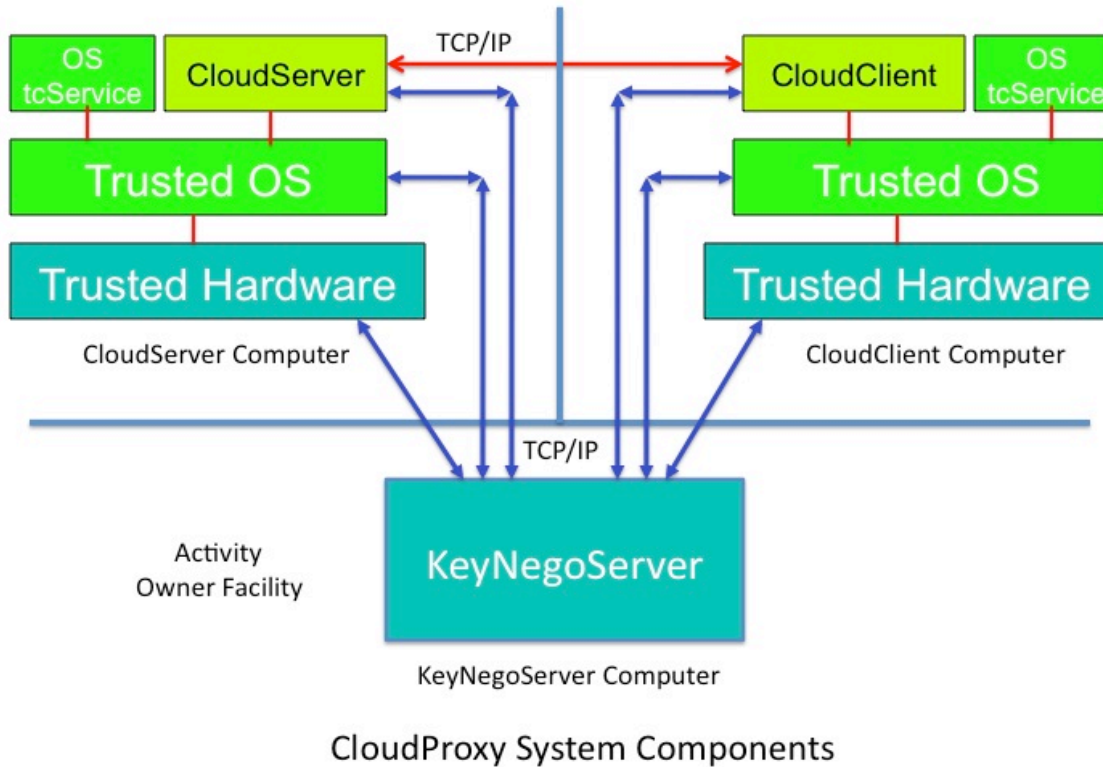 TCP/IP
OS
tcService
CloudServer
CloudClient
OS
tcService
Trusted OS
Trusted OS
Trusted Hardware
Trusted Hardware
CloudServer Computer
CloudClient Computer
TCP/IP
KeyNegoServer
Activity
Owner Facility
KeyNegoServer Computer
CloudProxy System Components